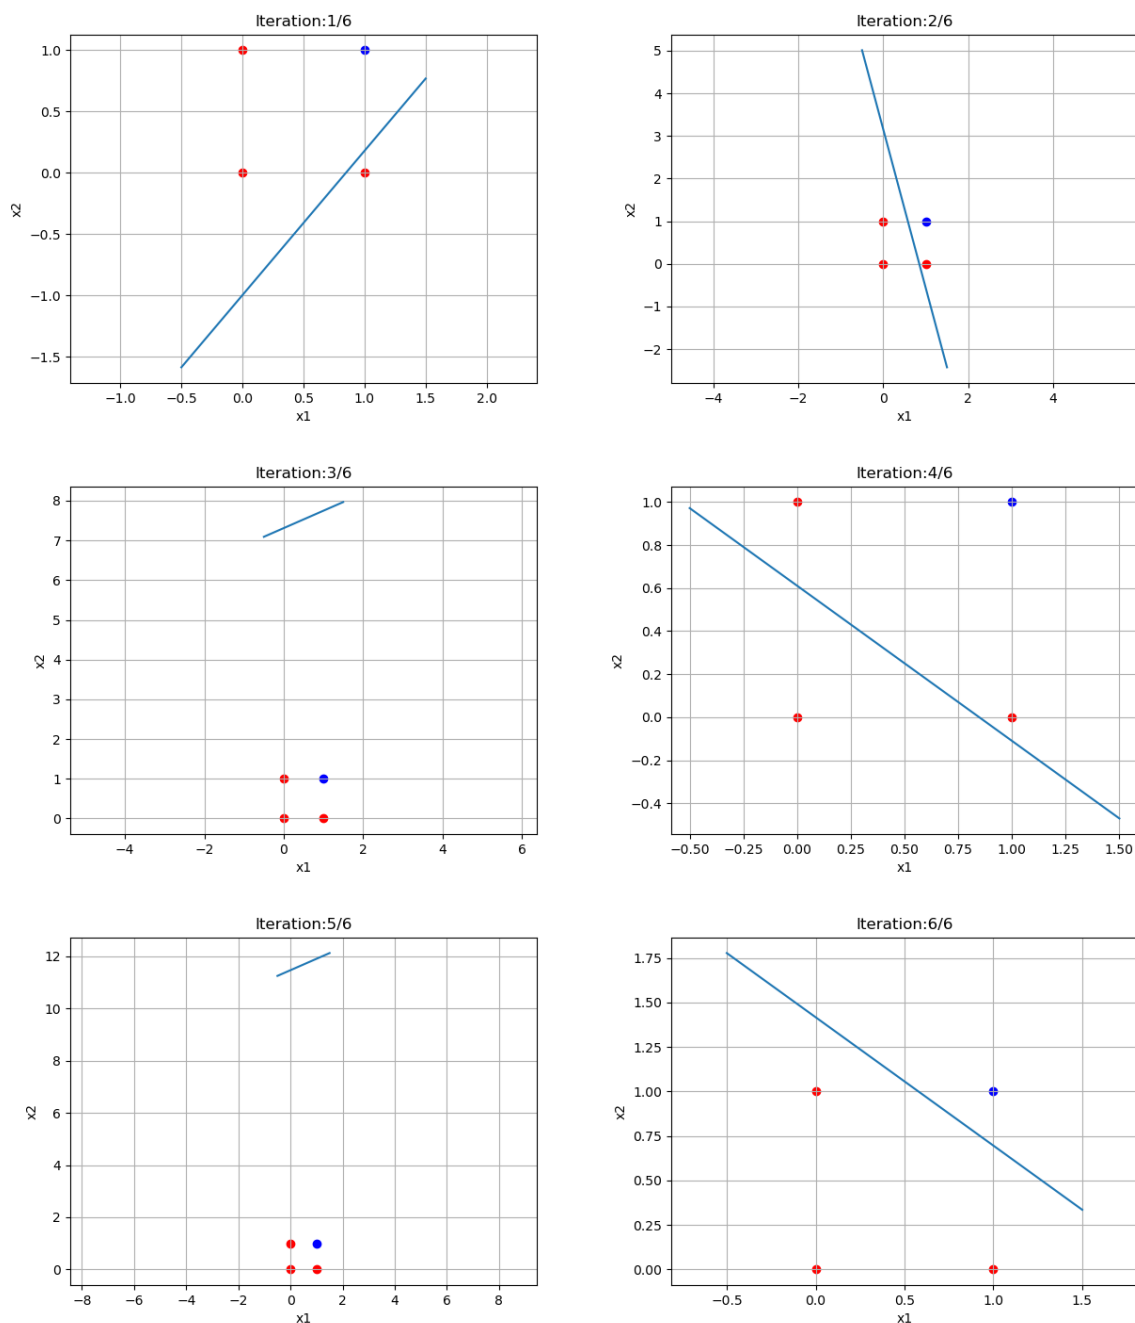 Iteration:1/6
1.0
0.5
0.0
−0.5
−1.0
−1.5
x2
−1.0 −0.5 0.0 0.5 1.0 1.5 2.0
x1
Iteration:2/6
5
4
3
2
1
0
−1
−2
x2
−4 −2 0 2 4
x1
Iteration:3/6
8
7
6
5
4
3
2
1
0
x2
−4 −2 0 2 4 6
x1
Iteration:4/6
1.0
0.8
0.6
0.4
0.2
0.0
−0.2
−0.4
x2
−0.50 −0.25 0.00 0.25 0.50 0.75 1.00 1.25 1.50
x1
Iteration:5/6
12
10
8
6
4
2
0
x2
−8 −6 −4 −2 0 2 4 6 8
x1
Iteration:6/6
1.75
1.50
1.25
1.00
0.75
0.50
0.25
0.00
x2
−0.5 0.0 0.5 1.0 1.5
x1